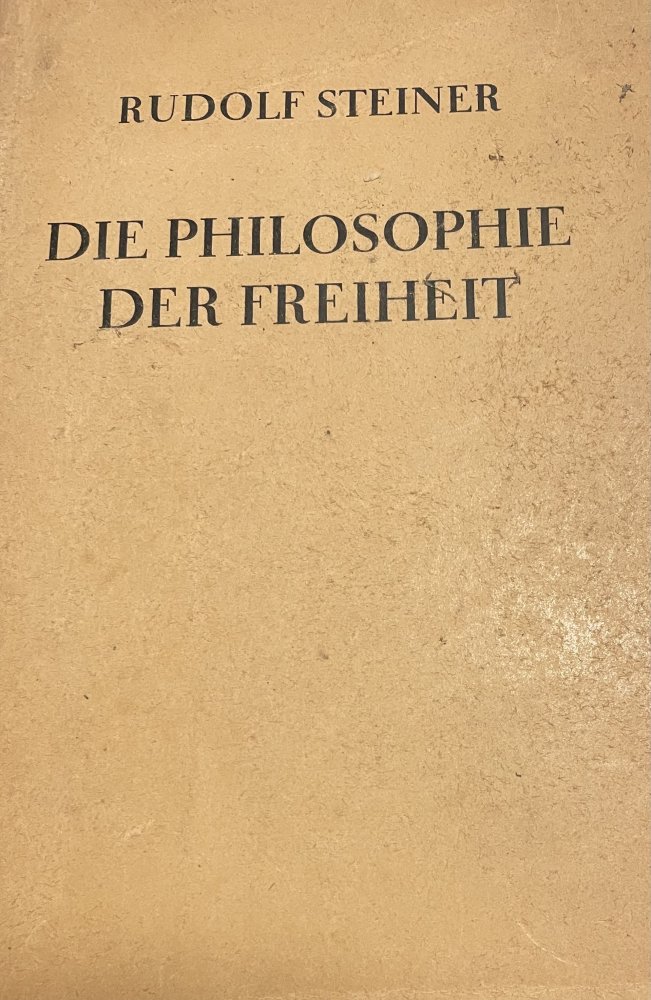 RUDOLF STEINER
DIE PHILOSOPHIE
DER FREIHEIT